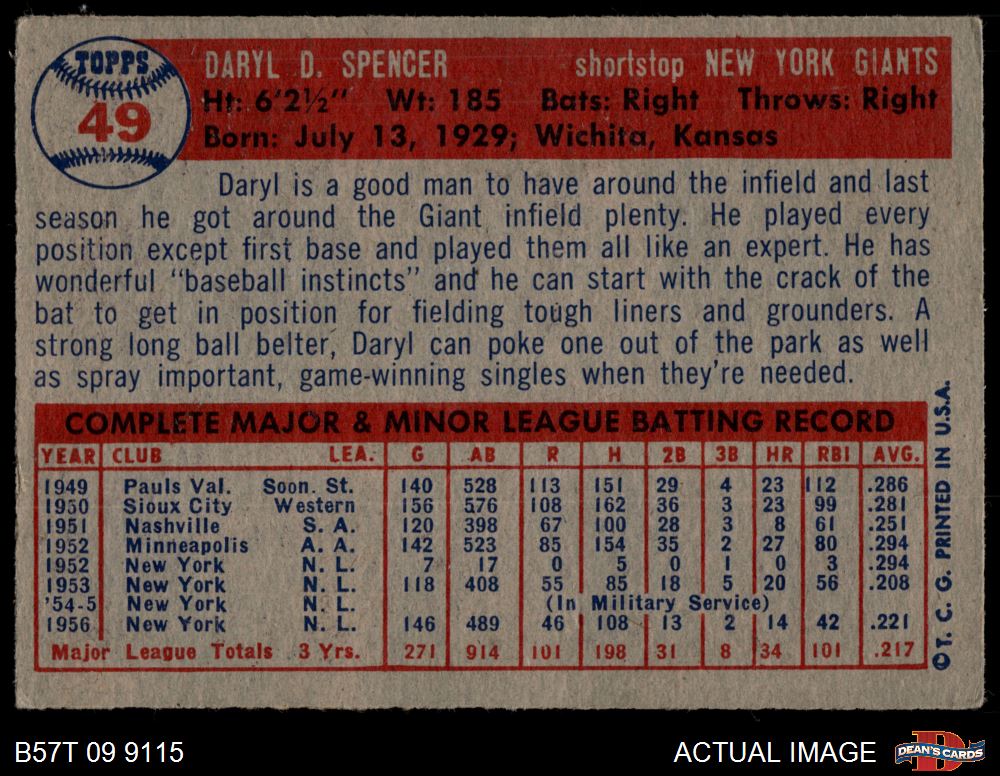 TOPPS
49
DARYL D. SPENCER shortstop NEW YORK GIANTS
Ht: 6'2½" Wt: 185 Bats: Right Throws: Right
Born: July 13, 1929; Wichita, Kansas
Daryl is a good man to have around the infield and last
season he got around the Giant infield plenty. He played every
position except first base and played them all like an expert. He has
wonderful "baseball instincts" and he can start with the crack of the
bat to get in position for fielding tough liners and grounders. A
strong long ball belter, Daryl can poke one out of the park as well
as spray important, game-winning singles when they're needed.
COMPLETE MAJOR & MINOR LEAGUE BATTING RECORD
YEAR CLUB LEA. G AB R H 2B 3B HR RBI AVG.
1949 Pauls Val. Soon. St. 140 528 113 151 29 4 23 112 .286
1950 Sioux City Western 156 576 108 162 36 3 23 99 .281
1951 Nashville S. A. 120 398 67 100 28 3 8 61 .251
1952 Minneapolis A. A. 142 523 85 154 35 2 27 80 .294
1952 New York N. L. 7 17 0 5 0 1 0 3 .294
1953 New York N. L. 118 408 55 85 18 5 20 56 .208
'54-5 New York N. L. (In Military Service)
1956 New York N. L. 146 489 46 108 13 2 14 42 .221
Major League Totals 3 Yrs. 271 914 101 198 31 8 34 101 .217
©T. C. G. PRINTED IN U.S.A.
B57T 09 9115 ACTUAL IMAGE DEAN'S CARDS